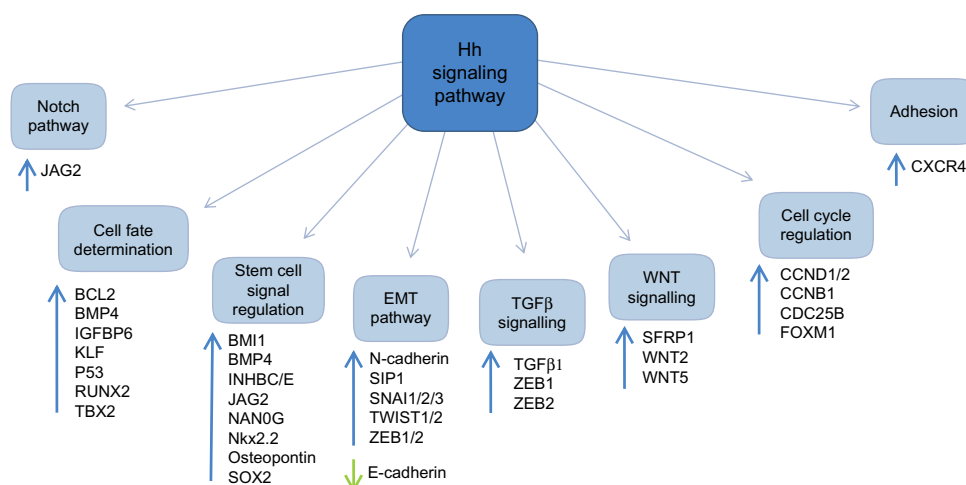 Hh
signaling
pathway
Notch
pathway
JAG2
Cell fate
determination
BCL2
BMP4
IGFBP6
KLF
P53
RUNX2
TBX2
Stem cell
signal
regulation
BMI1
BMP4
INHBC/E
JAG2
NAN0G
Nkx2.2
Osteopontin
SOX2
EMT
pathway
N-cadherin
SIP1
SNAI1/2/3
TWIST1/2
ZEB1/2
E-cadherin
TGFβ
signalling
TGFβ1
ZEB1
ZEB2
WNT
signalling
SFRP1
WNT2
WNT5
Cell cycle
regulation
CCND1/2
CCNB1
CDC25B
FOXM1
Adhesion
CXCR4